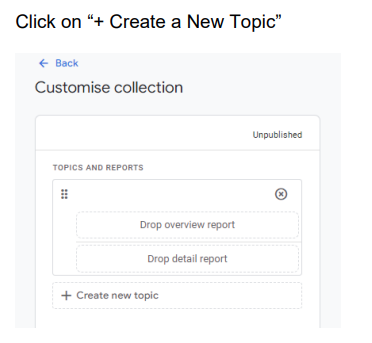 Click on “+ Create a New Topic”
← Back
Customise collection
Unpublished
TOPICS AND REPORTS
Drop overview report
Drop detail report
+ Create new topic